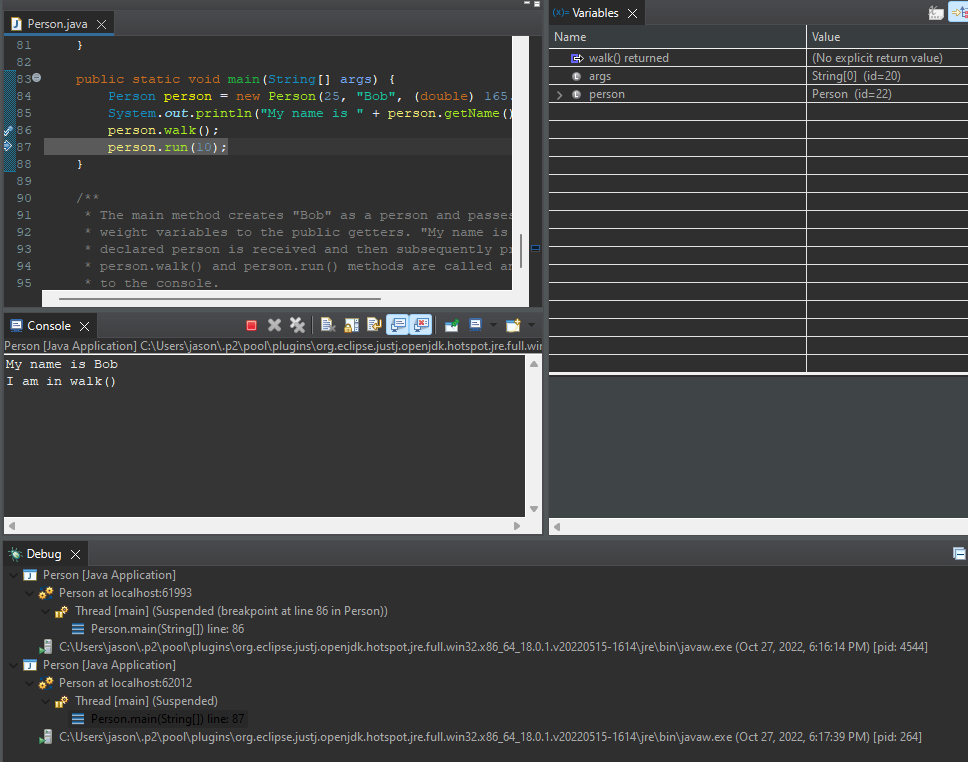 Person.java
81 }
82
83 public static void main(String[] args) {
84 Person person = new Person(25, "Bob", (double) 165.
85 System.out.println("My name is " + person.getName()
86 person.walk();
87 person.run(10);
88 }
89
90 /**
91 * The main method creates "Bob" as a person and passes
92 * weight variables to the public getters. "My name is
93 * declared person is received and then subsequently pr
94 * person.walk() and person.run() methods are called an
95 * to the console.
(x)= Variables
Name Value
walk() returned (No explicit return value)
args String[0] (id=20)
person Person (id=22)
Console
Person [Java Application] C:\Users\jason\.p2\pool\plugins\org.eclipse.justj.openjdk.hotspot.jre.full.win
My name is Bob
I am in walk()
Debug
Person [Java Application]
Person at localhost:61993
Thread [main] (Suspended (breakpoint at line 86 in Person))
Person.main(String[]) line: 86
C:\Users\jason\.p2\pool\plugins\org.eclipse.justj.openjdk.hotspot.jre.full.win32.x86_64_18.0.1.v20220515-1614\jre\bin\javaw.exe (Oct 27, 2022, 6:16:14 PM) [pid: 4544]
Person [Java Application]
Person at localhost:62012
Thread [main] (Suspended)
Person.main(String[]) line: 87
C:\Users\jason\.p2\pool\plugins\org.eclipse.justj.openjdk.hotspot.jre.full.win32.x86_64_18.0.1.v20220515-1614\jre\bin\javaw.exe (Oct 27, 2022, 6:17:39 PM) [pid: 264]